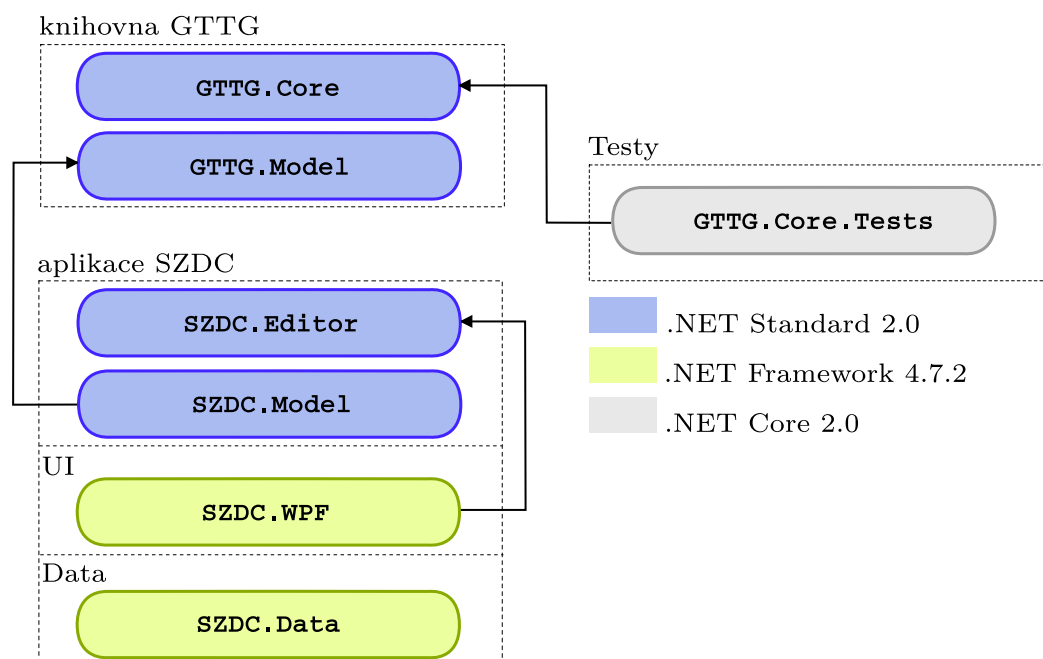 knihovna GTTG
GTTG.Core
GTTG.Model
Testy
GTTG.Core.Tests
aplikace SZDC
SZDC.Editor
SZDC.Model
UI
SZDC.WPF
Data
SZDC.Data
.NET Standard 2.0
.NET Framework 4.7.2
.NET Core 2.0